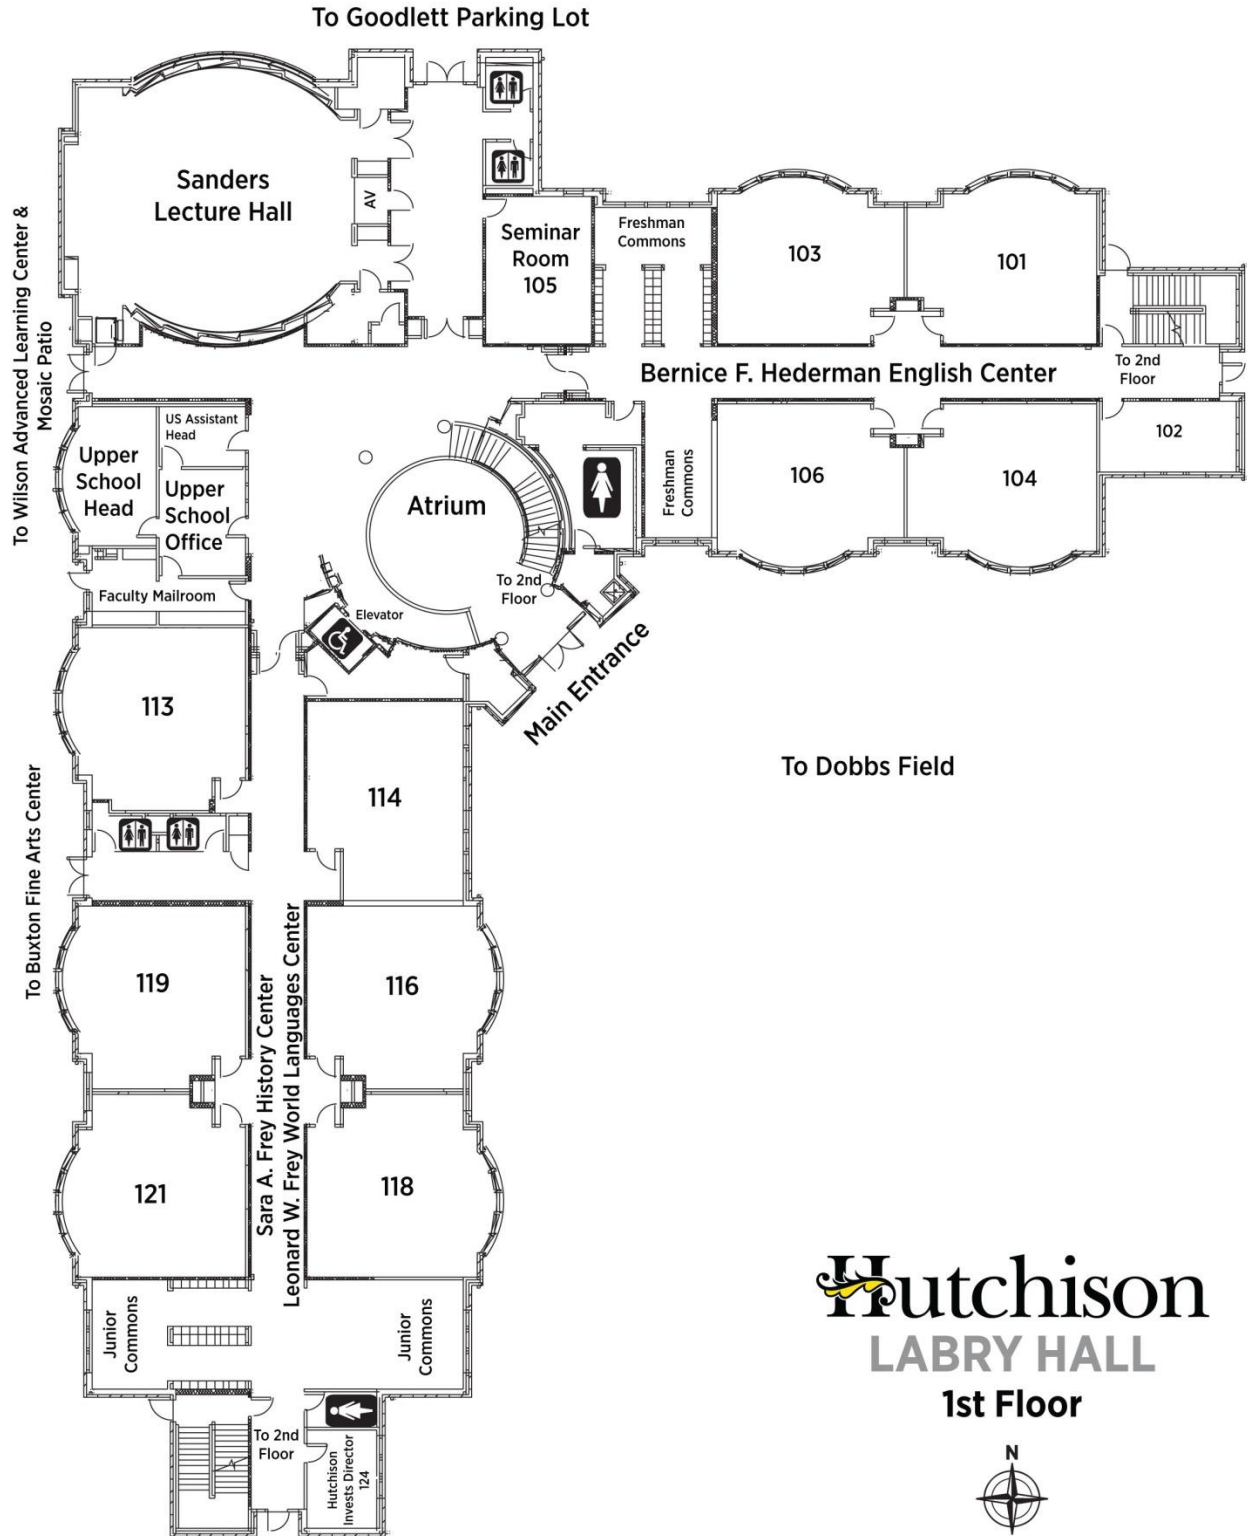 To Goodlett Parking Lot
Sanders
Lecture Hall
AV
Seminar
Room
105
Freshman
Commons
103
101
To Wilson Advanced Learning Center &
Mosaic Patio
Bernice F. Hederman English Center
To 2nd
Floor
US Assistant
Head
Upper
School
Head
Upper
School
Office
Atrium
Freshman
Commons
106
104
102
Faculty Mailroom
Elevator
To 2nd
Floor
Main Entrance
113
114
To Dobbs Field
To Buxton Fine Arts Center
119
116
Sara A. Frey History Center
Leonard W. Frey World Languages Center
121
118
Junior
Commons
Junior
Commons
To 2nd
Floor
Hutchison
Invests Director
124
Hutchison
LABRY HALL
1st Floor
N